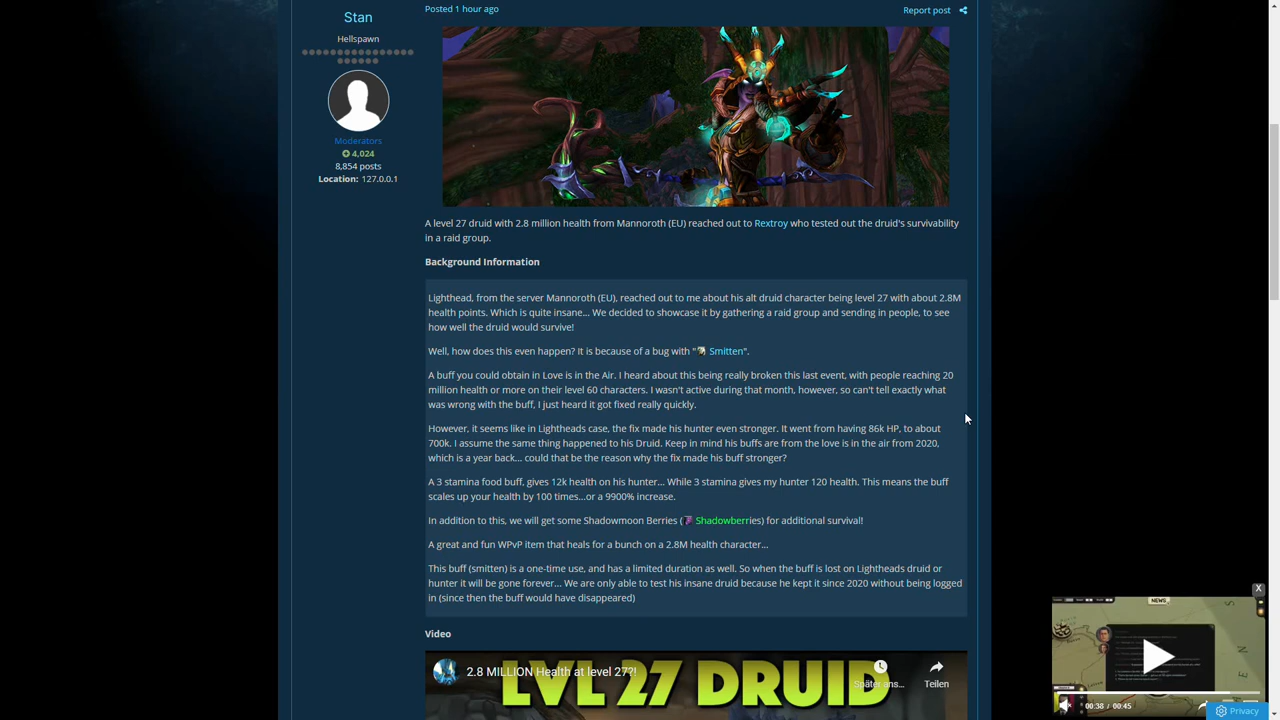 Stan
Hellspawn
Moderators
4,024
8,854 posts
Location: 127.0.0.1
Posted 1 hour ago
Report post
A level 27 druid with 2.8 million health from Mannoroth (EU) reached out to Rextroy who tested out the druid's survivability
in a raid group.
Background Information
Lighthead, from the server Mannoroth (EU), reached out to me about his alt druid character being level 27 with about 2.8M
health points. Which is quite insane... We decided to showcase it by gathering a raid group and sending in people, to see
how well the druid would survive!
Well, how does this even happen? It is because of a bug with "Smitten".
A buff you could obtain in Love is in the Air. I heard about this being really broken this last event, with people reaching 20
million health or more on their level 60 characters. I wasn't active during that month, however, so can't tell exactly what
was wrong with the buff, I just heard it got fixed really quickly.
However, it seems like in Lightheads case, the fix made his hunter even stronger. It went from having 86k HP, to about
700k. I assume the same thing happened to his Druid. Keep in mind his buffs are from the love is in the air from 2020,
which is a year back... could that be the reason why the fix made his buff stronger?
A 3 stamina food buff. gives 12k health on his hunter... While 3 stamina gives my hunter 120 health. This means the buff
scales up your health by 100 times...or a 9900% increase.
In addition to this, we will get some Shadowmoon Berries (Shadowberries) for additional survival!
A great and fun WPvP item that heals for a bunch on a 2.8M health character...
This buff (smitten) is a one-time use, and has a limited duration as well. So when the buff is lost on Lightheads druid or
hunter it will be gone forever... We are only able to test his insane druid because he kept it since 2020 without being logged
in (since then the buff would have disappeared)
Video
.8 MILLION Health at level 27?!
LVL 27 DRUID
Später ans...
Teilen
X
NEWS
00:38 / 00:45
Privacy